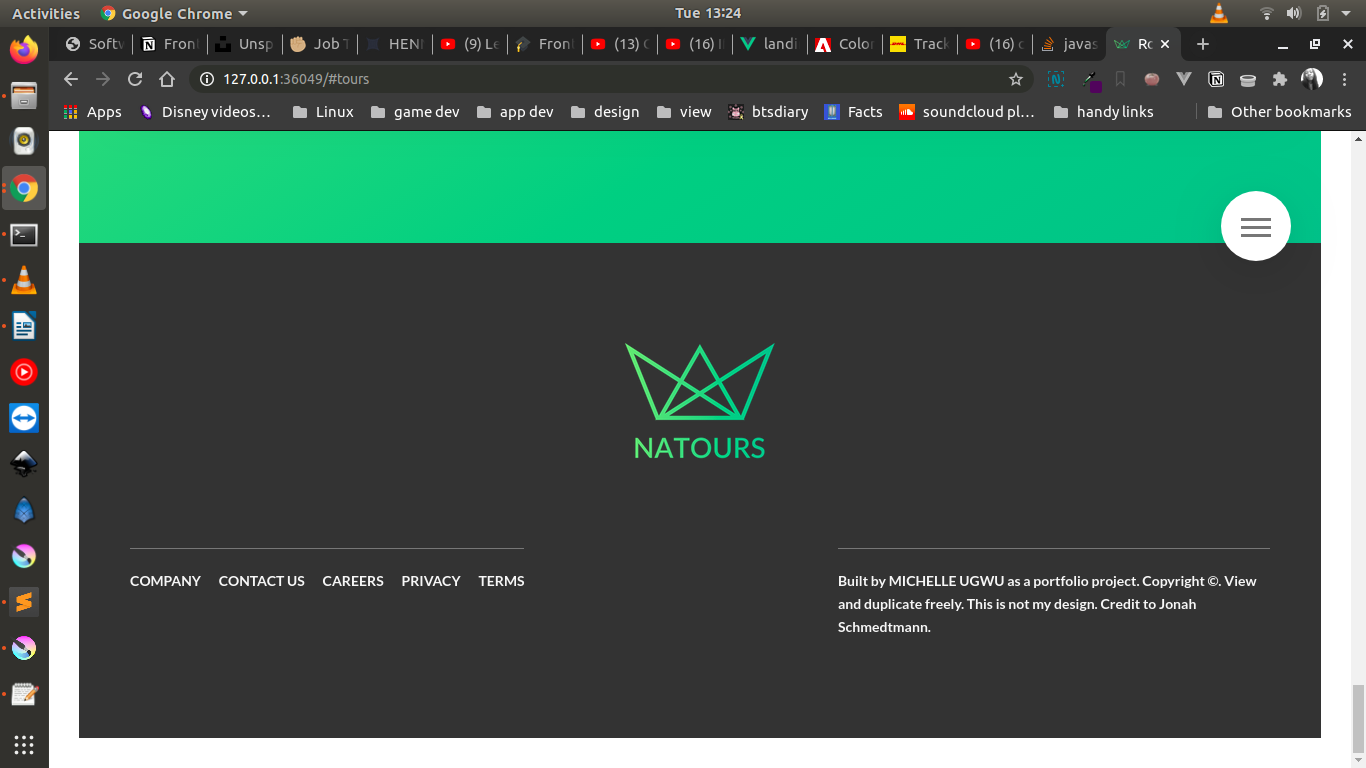 Activities
Google Chrome
Tue 13:24
Softw
Front
Unsp
Job T
HENN
(9) Le
Front
(13)
(16)
landi
Color
Track
(16)
javas
Ro
127.0.0.1:36049/#tours
Apps
Disney videos…
Linux
game dev
app dev
design
view
btsdiary
Facts
soundcloud pl…
handy links
Other bookmarks
NATOURS
COMPANY CONTACT US CAREERS PRIVACY TERMS
Built by MICHELLE UGWU as a portfolio project. Copyright ©. View
and duplicate freely. This is not my design. Credit to Jonah
Schmedtmann.